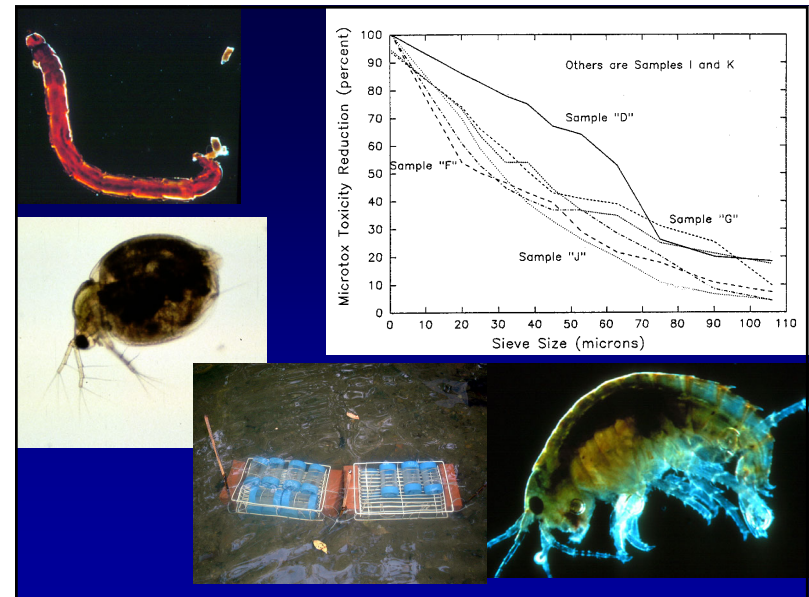 Microtox Toxicity Reduction (percent)
100
90
80
70
60
50
40
30
20
10
0
Others are Samples I and K
Sample "D"
Sample "F"
Sample "G"
Sample "J"
0 10 20 30 40 50 60 70 80 90 100 110
Sieve Size (microns)